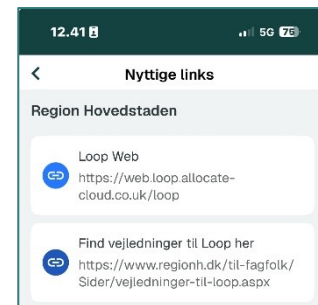 12.41
5G 75
Nyttige links
Region Hovedstaden
Loop Web
https://web.loop.allocate-
cloud.co.uk/loop
Find vejledninger til Loop her
https://www.regionh.dk/til-fagfolk/
Sider/vejledninger-til-loop.aspx